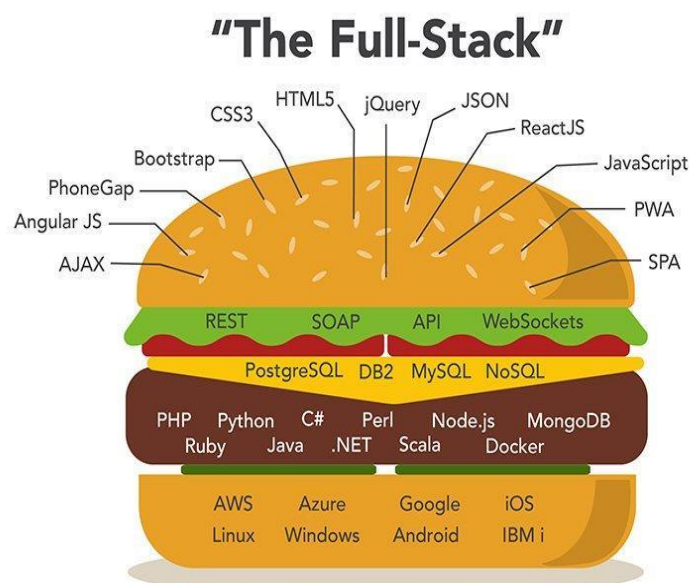 "The Full-Stack"
HTML5
jQuery
JSON
CSS3
ReactJS
Bootstrap
JavaScript
PhoneGap
PWA
Angular JS
AJAX
SPA
REST SOAP API WebSockets
PostgreSQL DB2 MySQL NoSQL
PHP Python C# Perl Node.js MongoDB
Ruby Java .NET Scala Docker
AWS Azure Google iOS
Linux Windows Android IBM i